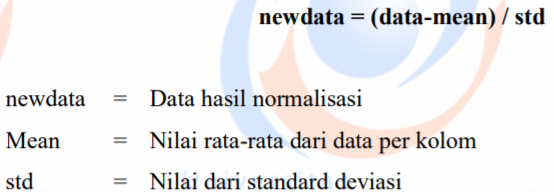 newdata = (data-mean) / std
newdata = Data hasil normalisasi
Mean = Nilai rata-rata dari data per kolom
std = Nilai dari standard deviasi